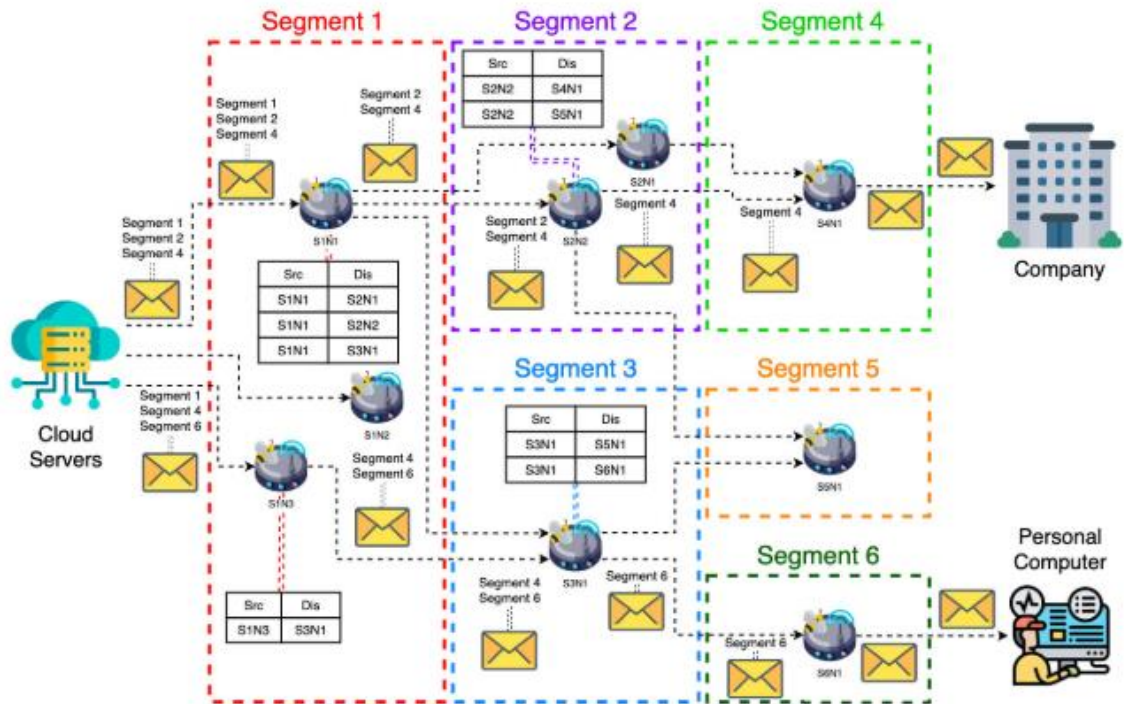 Segment 1
Segment 2
Segment 4
Segment 1
Segment 2
Segment 4
Segment 2
Segment 4
Src Dis
S2N2 S4N1
S2N2 S5N1
S2N1
S1N1
S2N2
S4N1
Segment 1
Segment 2
Segment 4
Segment 2
Segment 4
Segment 4
Segment 4
Company
Src Dis
S1N1 S2N1
S1N1 S2N2
S1N1 S3N1
Cloud
Servers
Segment 3
Segment 5
Segment 1
Segment 4
Segment 6
S1N2
S1N3
Segment 4
Segment 6
Src Dis
S3N1 S5N1
S3N1 S6N1
S5N1
S3N1
Segment 6
Personal
Computer
Src Dis
S1N3 S3N1
Segment 4
Segment 6
Segment 6
Segment 6
S6N1